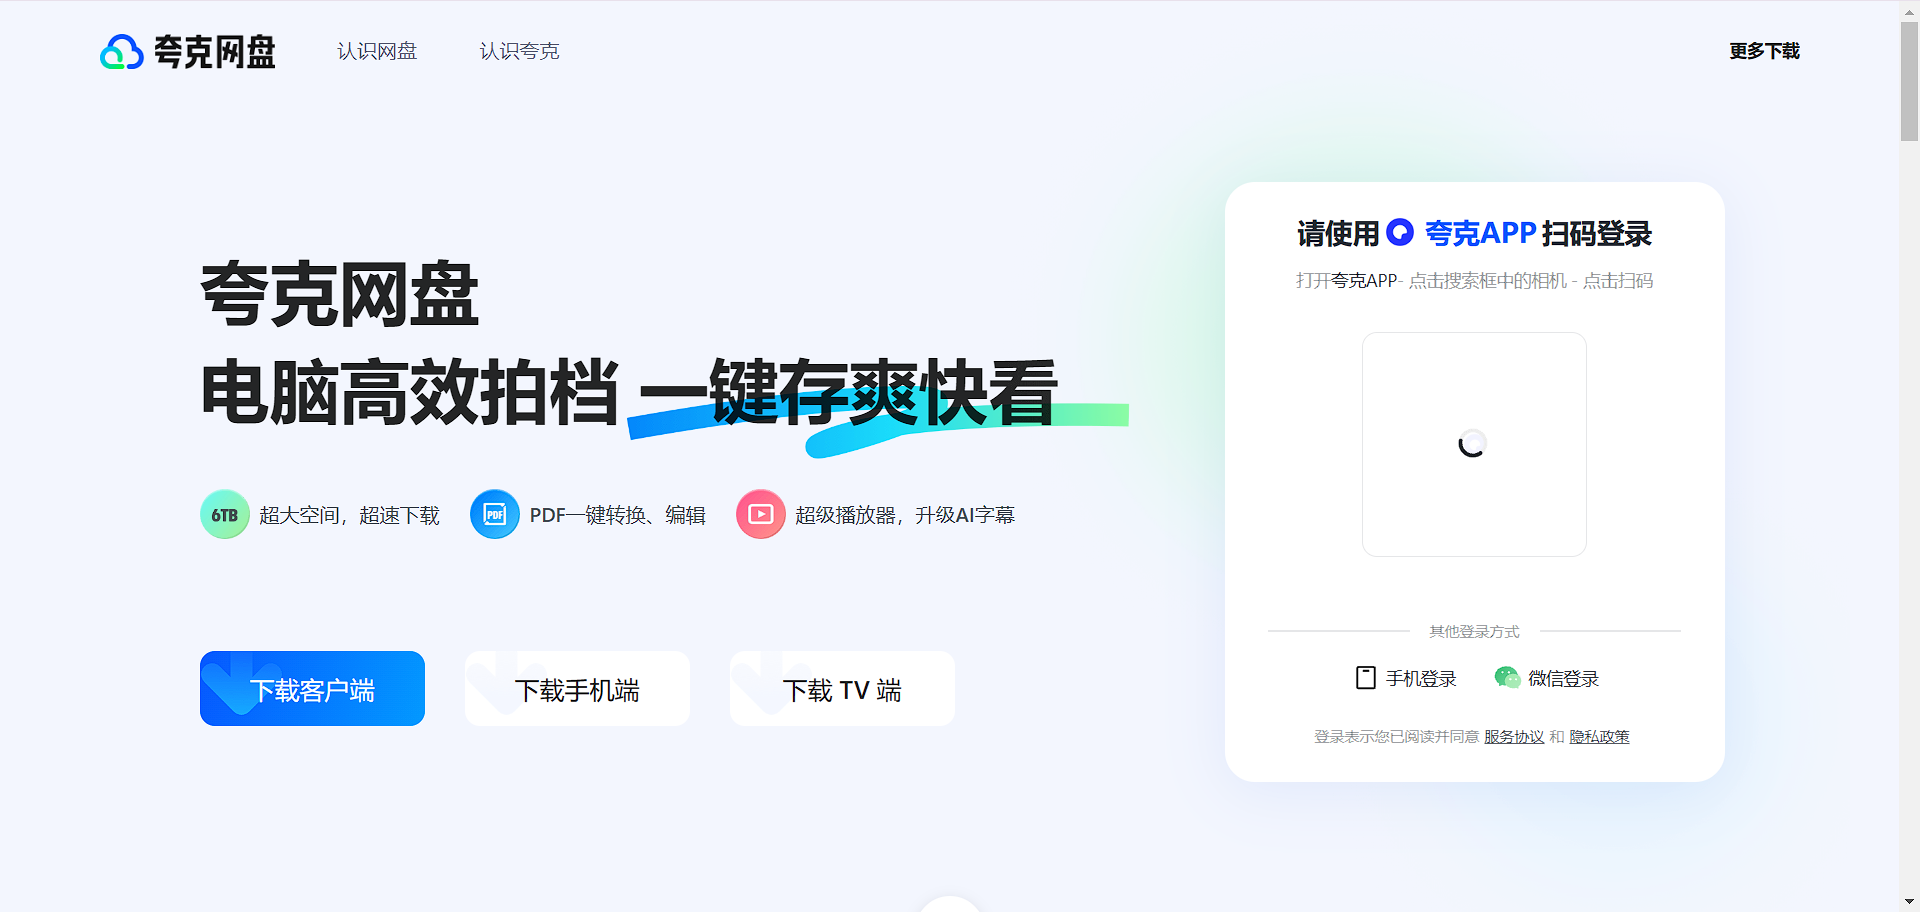 夸克网盘
认识网盘
认识夸克
更多下载
夸克网盘
电脑高效拍档 一键存爽快看
6TB 超大空间，超速下载
PDF PDF一键转换、编辑
超级播放器，升级AI字幕
下载客户端
下载手机端
下载 TV 端
请使用 夸克APP 扫码登录
打开夸克APP- 点击搜索框中的相机 - 点击扫码
其他登录方式
手机登录
微信登录
登录表示您已阅读并同意 服务协议 和 隐私政策